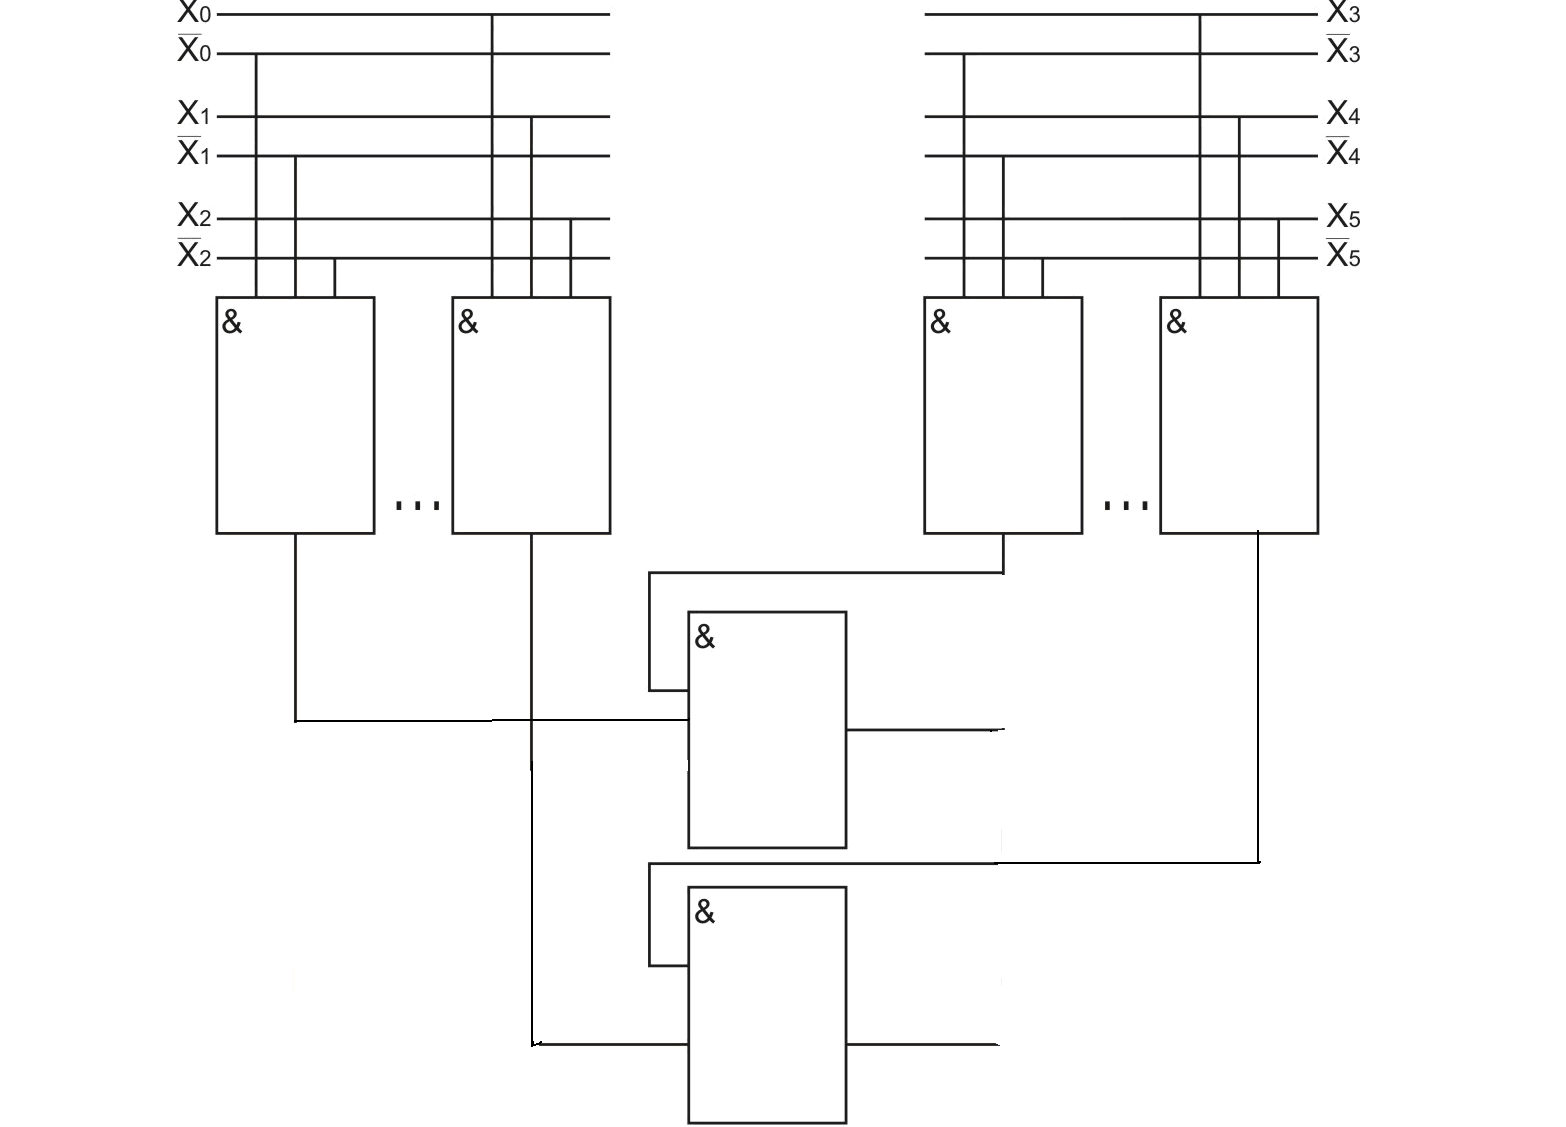 X0 X3
X̅0 X̅3
X1 X4
X̅1 X̅4
X2 X5
X̅2 X̅5
& & & &
... ...
&
&